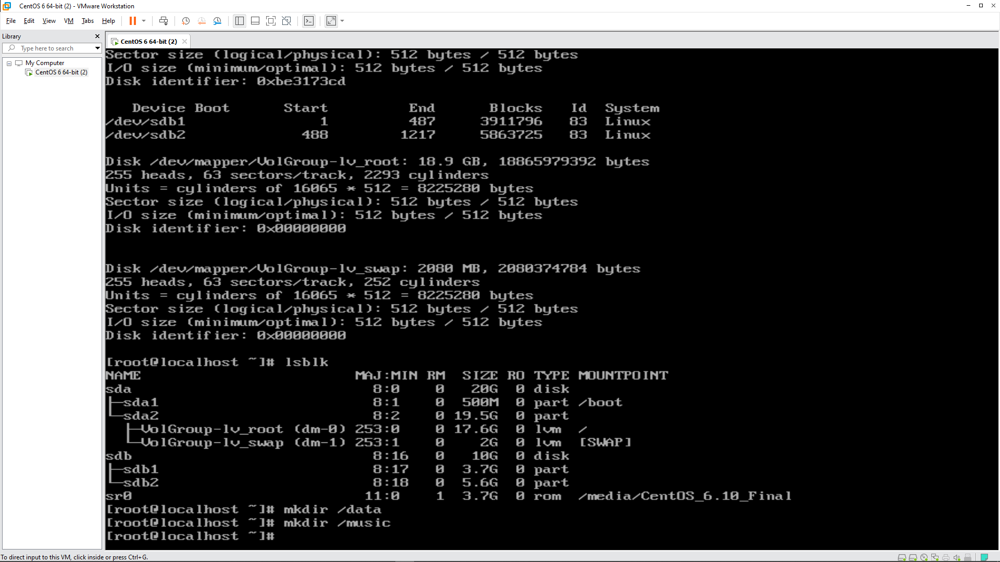 CentOS 6 64-bit (2) - VMware Workstation
File Edit View VM Tabs Help
Library
CentOS 6 64-bit (2)
Type here to search
My Computer
CentOS 6 64-bit (2)
Sector size (logical/physical): 512 bytes / 512 bytes
I/O size (minimum/optimal): 512 bytes / 512 bytes
Disk identifier: 0xbe3173cd
   Device Boot      Start         End      Blocks   Id  System
/dev/sdb1               1         487     3911796   83  Linux
/dev/sdb2             488        1217     5863725   83  Linux
Disk /dev/mapper/VolGroup-lv_root: 18.9 GB, 18865979392 bytes
255 heads, 63 sectors/track, 2293 cylinders
Units = cylinders of 16065 * 512 = 8225280 bytes
Sector size (logical/physical): 512 bytes / 512 bytes
I/O size (minimum/optimal): 512 bytes / 512 bytes
Disk identifier: 0x00000000
Disk /dev/mapper/VolGroup-lv_swap: 2080 MB, 2080374784 bytes
255 heads, 63 sectors/track, 252 cylinders
Units = cylinders of 16065 * 512 = 8225280 bytes
Sector size (logical/physical): 512 bytes / 512 bytes
I/O size (minimum/optimal): 512 bytes / 512 bytes
Disk identifier: 0x00000000
[root@localhost ~]# lsblk
NAME                        MAJ:MIN RM  SIZE RO TYPE MOUNTPOINT
sda                           8:0    0   20G  0 disk
├─sda1                        8:1    0  500M  0 part /boot
└─sda2                        8:2    0 19.5G  0 part
  ├─VolGroup-lv_root (dm-0) 253:0    0 17.6G  0 lvm  /
  └─VolGroup-lv_swap (dm-1) 253:1    0    2G  0 lvm  [SWAP]
sdb                           8:16   0   10G  0 disk
├─sdb1                        8:17   0  3.7G  0 part
└─sdb2                        8:18   0  5.6G  0 part
sr0                          11:0    1  3.7G  0 rom  /media/CentOS_6.10_Final
[root@localhost ~]# mkdir /data
[root@localhost ~]# mkdir /music
[root@localhost ~]#
To direct input to this VM, click inside or press Ctrl+G.